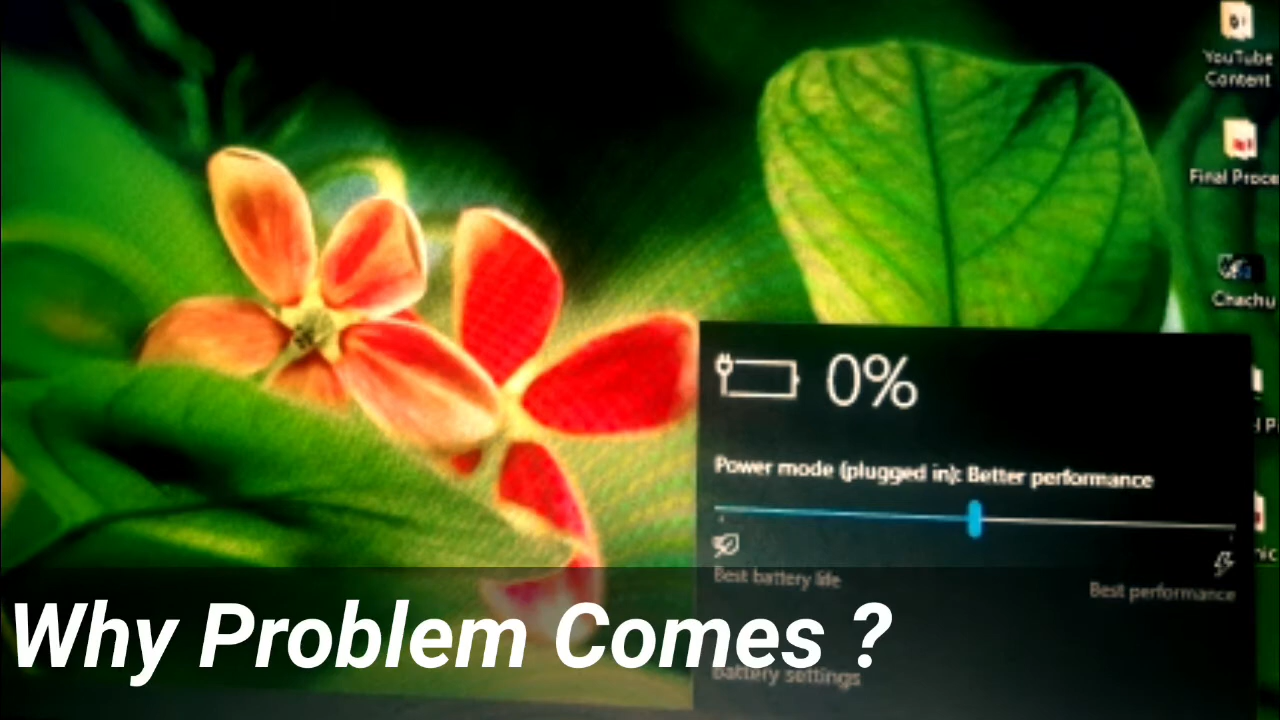 YouTube
Content
Final Proce
Chachu
0%
Power mode (plugged in): Better performance
Best battery life
Best performance
Battery settings
Why Problem Comes ?